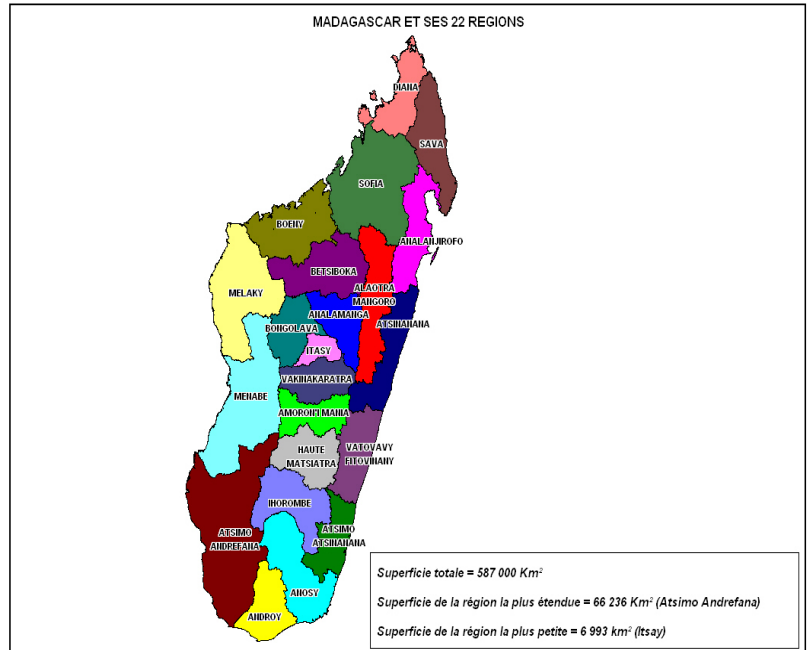 MADAGASCAR ET SES 22 REGIONS
DIANA
SAVA
SOFIA
BOENY
ANALANJIROFO
BETSIBOKA
ALAOTRA
MANGORO
MELAKY
ANALAMANGA
ATSINANANA
BONGOLAVA
ITASY
VAKINAKARATRA
MENABE
AMORON'I MANIA
HAUTE
MATSIATRA
VATOVAVY
FITOVINANY
IHOROMBE
ATSIMO
ANDREFANA
ATSIMO
ATSINANANA
ANOSY
ANDROY
Superficie totale = 587 000 Km²
Superficie de la région la plus étendue = 66 236 Km² (Atsimo Andrefana)
Superficie de la région la plus petite = 6 993 km² (Itsay)